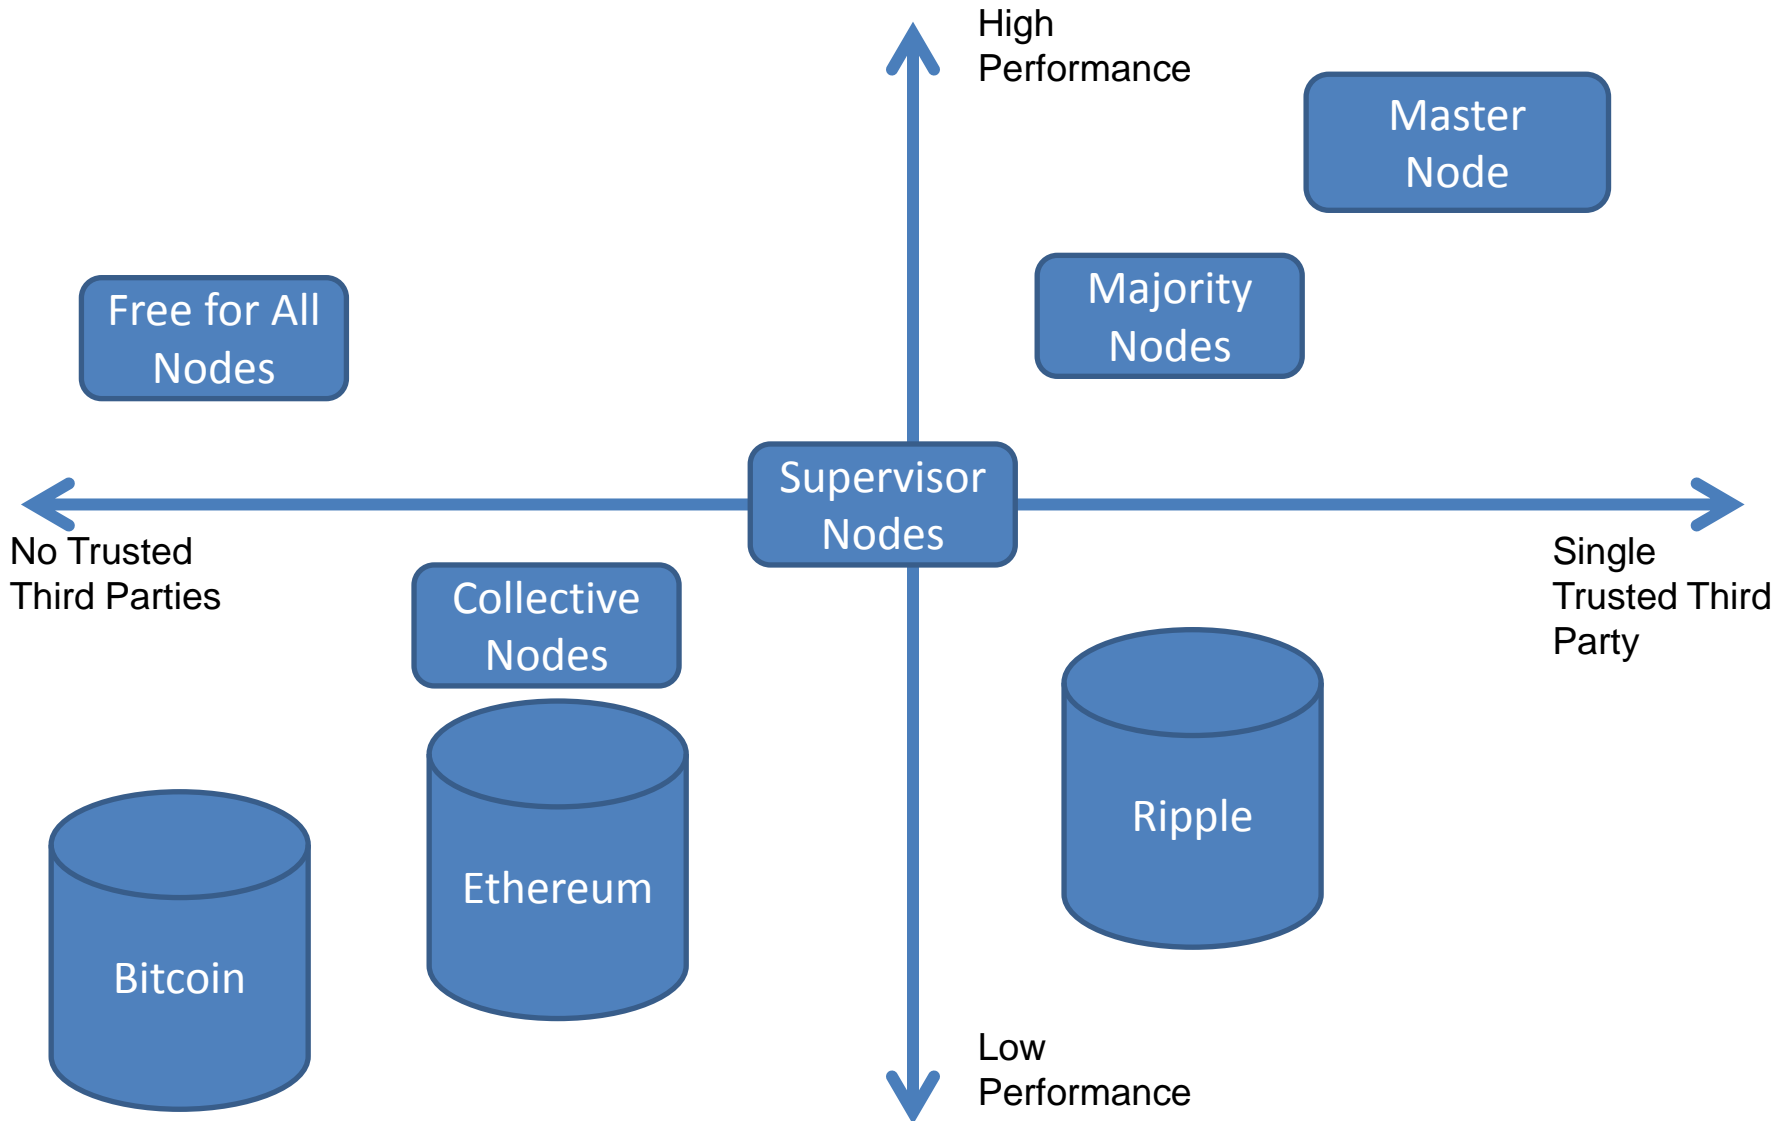 High
Performance
Master
Node
Majority
Nodes
Free for All
Nodes
Supervisor
Nodes
No Trusted
Third Parties
Single
Trusted Third
Party
Collective
Nodes
Ripple
Ethereum
Bitcoin
Low
Performance